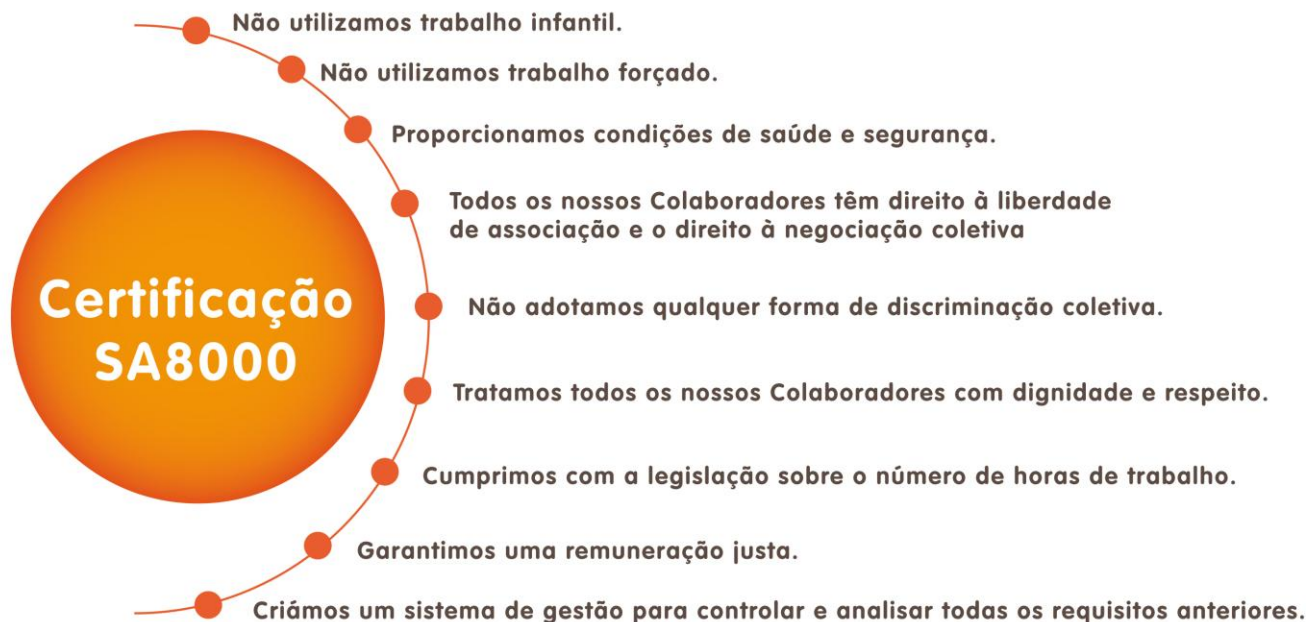 Não utilizamos trabalho infantil.
Não utilizamos trabalho forçado.
Proporcionamos condições de saúde e segurança.
Todos os nossos Colaboradores têm direito à liberdade
de associação e o direito à negociação coletiva
Certificação
SA8000
Não adotamos qualquer forma de discriminação coletiva.
Tratamos todos os nossos Colaboradores com dignidade e respeito.
Cumprimos com a legislação sobre o número de horas de trabalho.
Garantimos uma remuneração justa.
Criámos um sistema de gestão para controlar e analisar todas os requisitos anteriores.